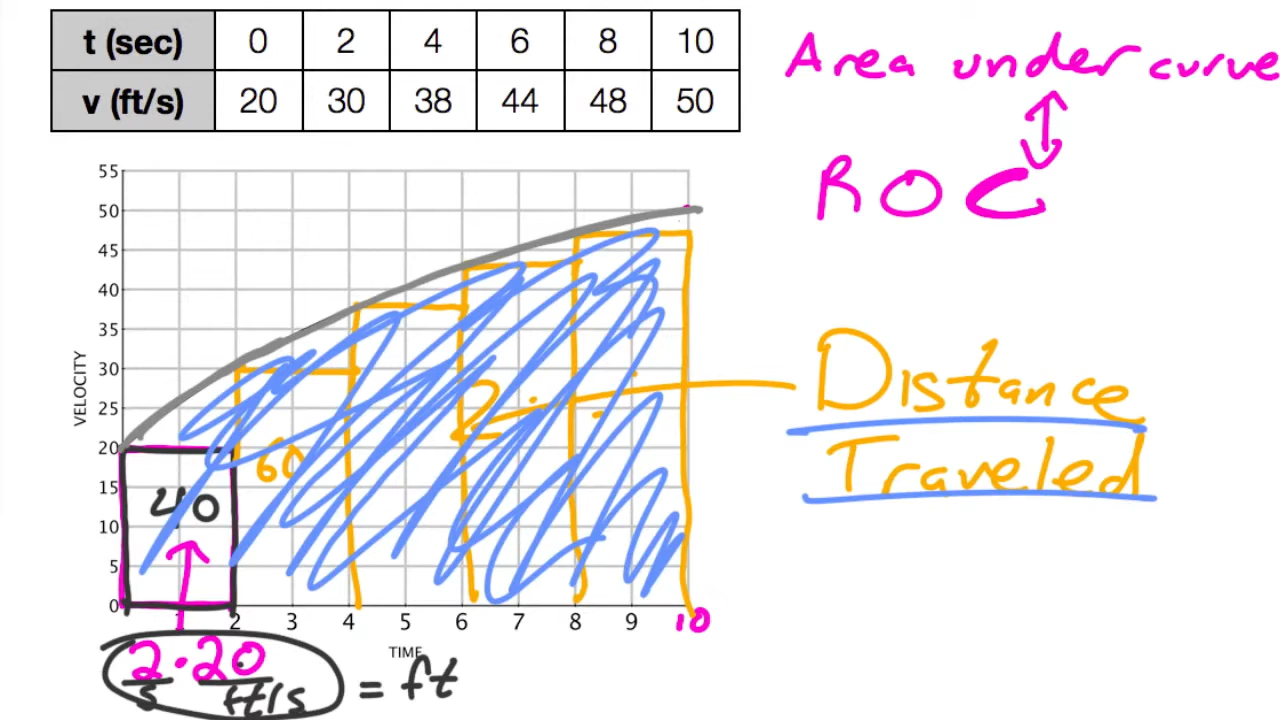 t (sec) 0 2 4 6 8 10
v (ft/s) 20 30 38 44 48 50
Area under curve
ROC
55
50
45
40
35
30
25
20
15
10
5
0
VELOCITY
40
60
Distance
Traveled
1 2 3 4 5 6 7 8 9 10
TIME
2 · 20
s ft/s = ft